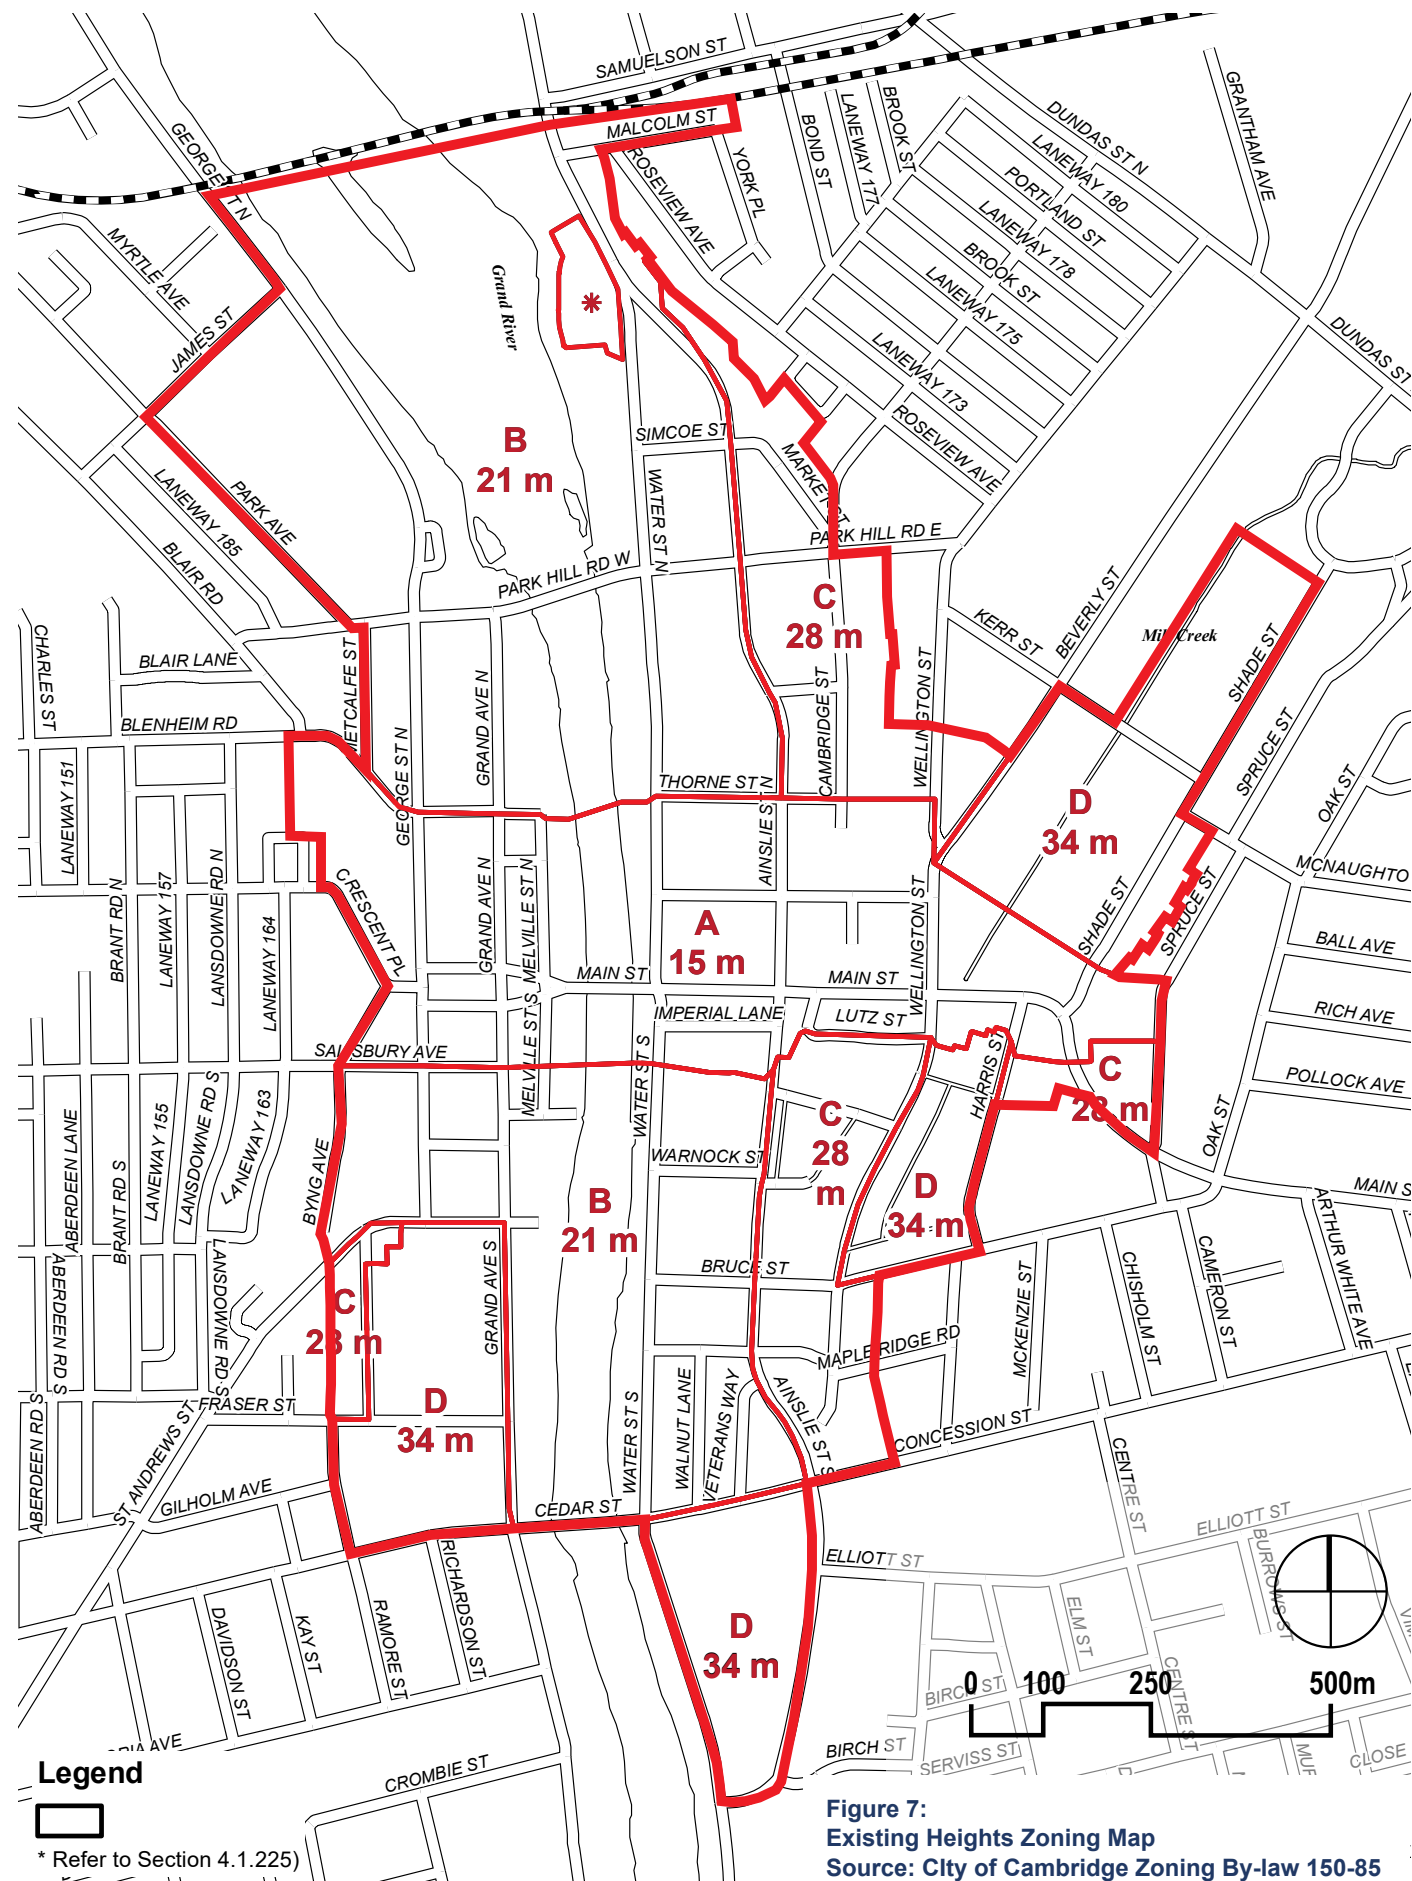 SAMUELSON ST
MALCOLM ST
GEORGE ST N
ROSEVIEW AVE
YORK PL
BOND ST
LANEWAY 177
BROOK ST
DUNDAS ST N
GRANTHAM AVE
LANEWAY 180
PORTLAND ST
LANEWAY 178
BROOK ST
LANEWAY 175
LANEWAY 173
ROSEVIEW AVE
DUNDAS ST
MYRTLE AVE
JAMES ST
Grand River
*
B
21 m
SIMCOE ST
MARKET ST
WATER ST N
PARK AVE
LANEWAY 185
BLAIR RD
PARK HILL RD W
PARK HILL RD E
C
28 m
KERR ST
BEVERLY ST
Mill Creek
SHADE ST
SPRUCE ST
OAK ST
CHARLES ST
BLAIR LANE
BLENHEIM RD
METCALFE ST
GEORGE ST N
GRAND AVE N
CAMBRIDGE ST
WELLINGTON ST
THORNE ST
AINSLIE ST N
D
34 m
MCNAUGHTO
LANEWAY 151
BRANT RD N
LANEWAY 157
LANSDOWNE RD N
LANEWAY 164
CRESCENT PL
GRAND AVE N
MELVILLE ST N
A
15 m
WELLINGTON ST
SHADE ST
SPRUCE ST
BALL AVE
RICH AVE
POLLOCK AVE
MAIN ST
MAIN ST
IMPERIAL LANE
LUTZ ST
SALISBURY AVE
MELVILLE ST S
WATER ST S
HARRIS ST
C
28 m
OAK ST
MAIN S
ABERDEEN LANE
BRANT RD S
LANEWAY 155
LANSDOWNE RD S
LANEWAY 163
BYNG AVE
WARNOCK ST
C
28
m
D
34 m
B
21 m
BRUCE ST
ABERDEEN RD S
LANSDOWNE RD S
C
28 m
GRAND AVE S
MAPLE RIDGE RD
MCKENZIE ST
CHISHOLM ST
CAMERON ST
ARTHUR WHITE AVE
ABERDEEN RD S
FRASER ST
ST. ANDREWS ST
D
34 m
WATER ST S
WALNUT LANE
VETERANS WAY
AINSLIE ST S
CONCESSION ST
CENTRE ST
GILHOLM AVE
CEDAR ST
ELLIOTT ST
ELLIOTT ST
BURROWS ST
DAVIDSON ST
KAY ST
RAMORE ST
RICHARDSON ST
D
34 m
ELM ST
CENTRE ST
BIRCH ST
BIRCH ST
SERVISS ST
CLOSE
0 100 250 500m
CROMBIE ST
Legend
* Refer to Section 4.1.225)
Figure 7:
Existing Heights Zoning Map
Source: CIty of Cambridge Zoning By-law 150-85